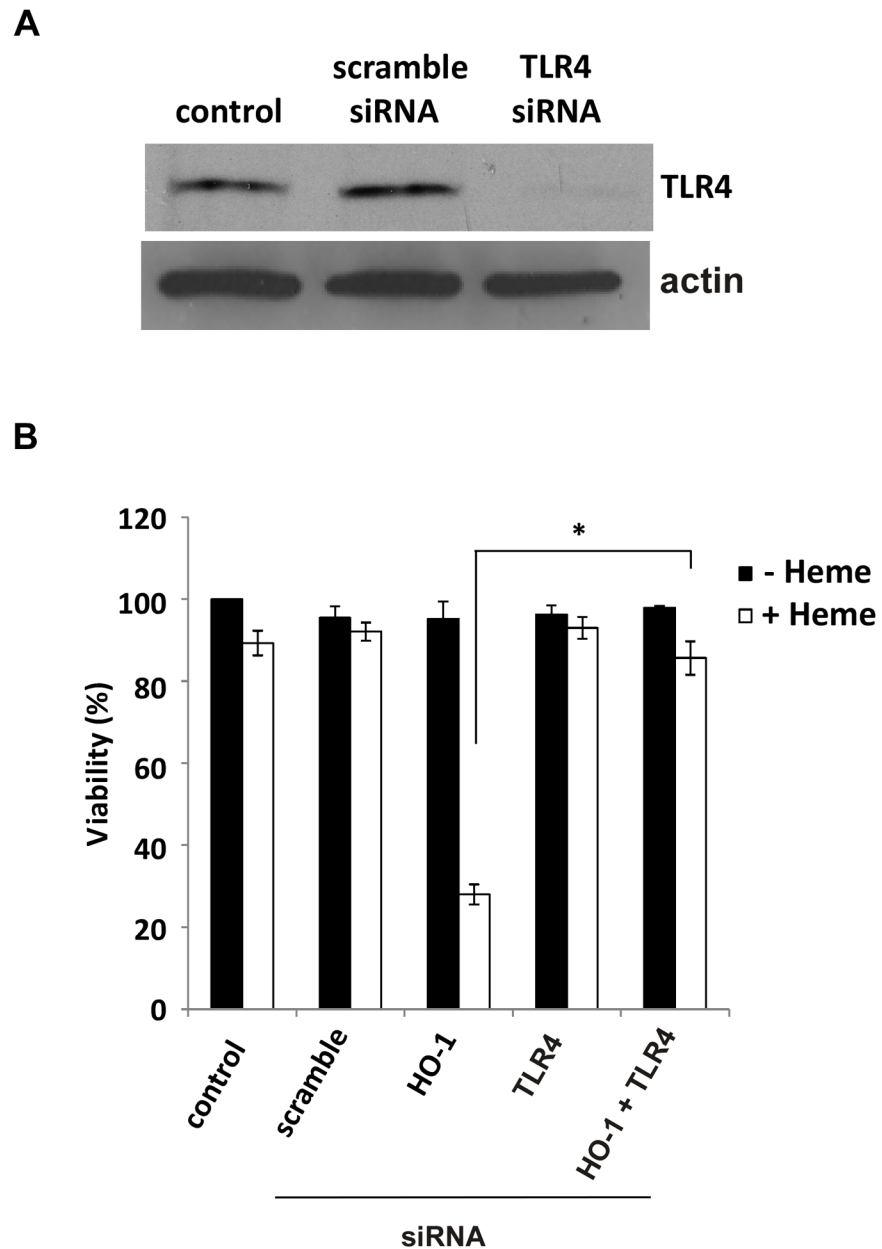 A
scramble TLR4
control siRNA siRNA
TLR4
actin
B
*
120
100
80
60
40
20
0
Viability (%)
- Heme
+ Heme
control
scramble
HO-1
TLR4
HO-1 + TLR4
siRNA